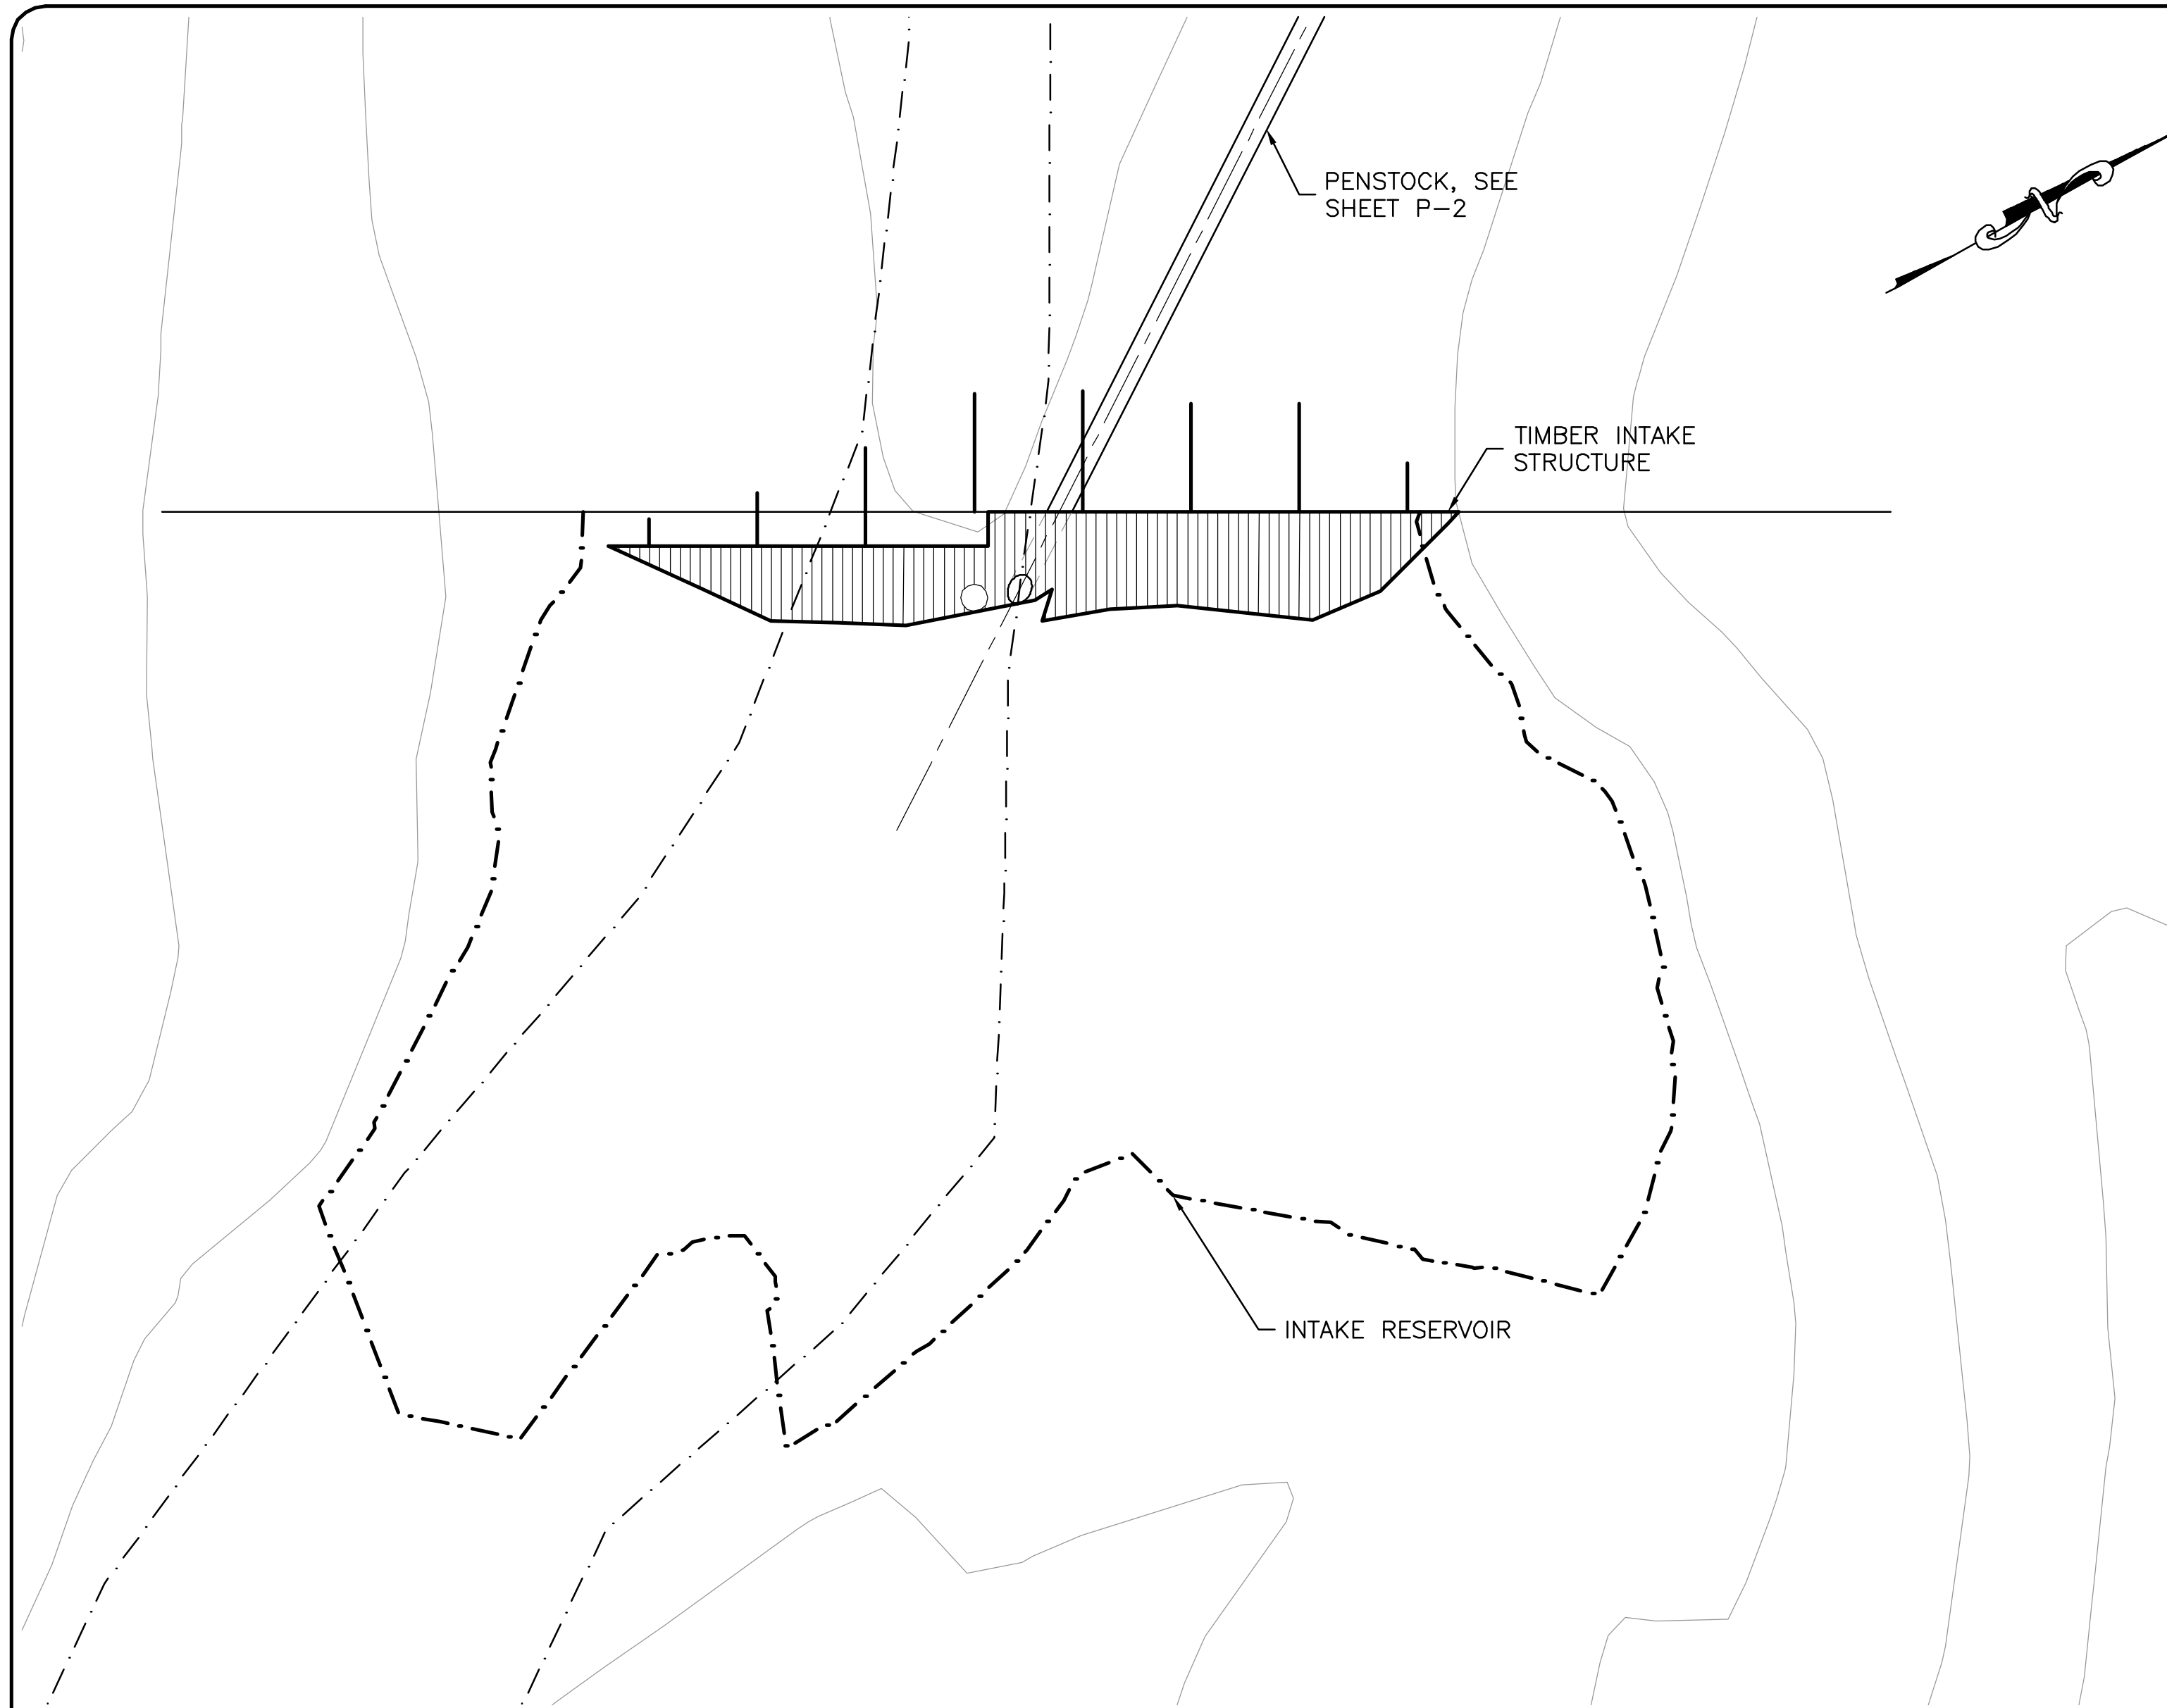 PENSTOCK, SEE
SHEET P-2
TIMBER INTAKE
STRUCTURE
INTAKE RESERVOIR